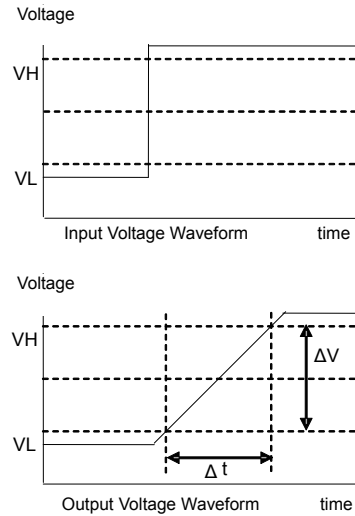 Voltage
VH
VL
Input Voltage Waveform time
Voltage
VH
ΔV
VL
Δ t
Output Voltage Waveform time